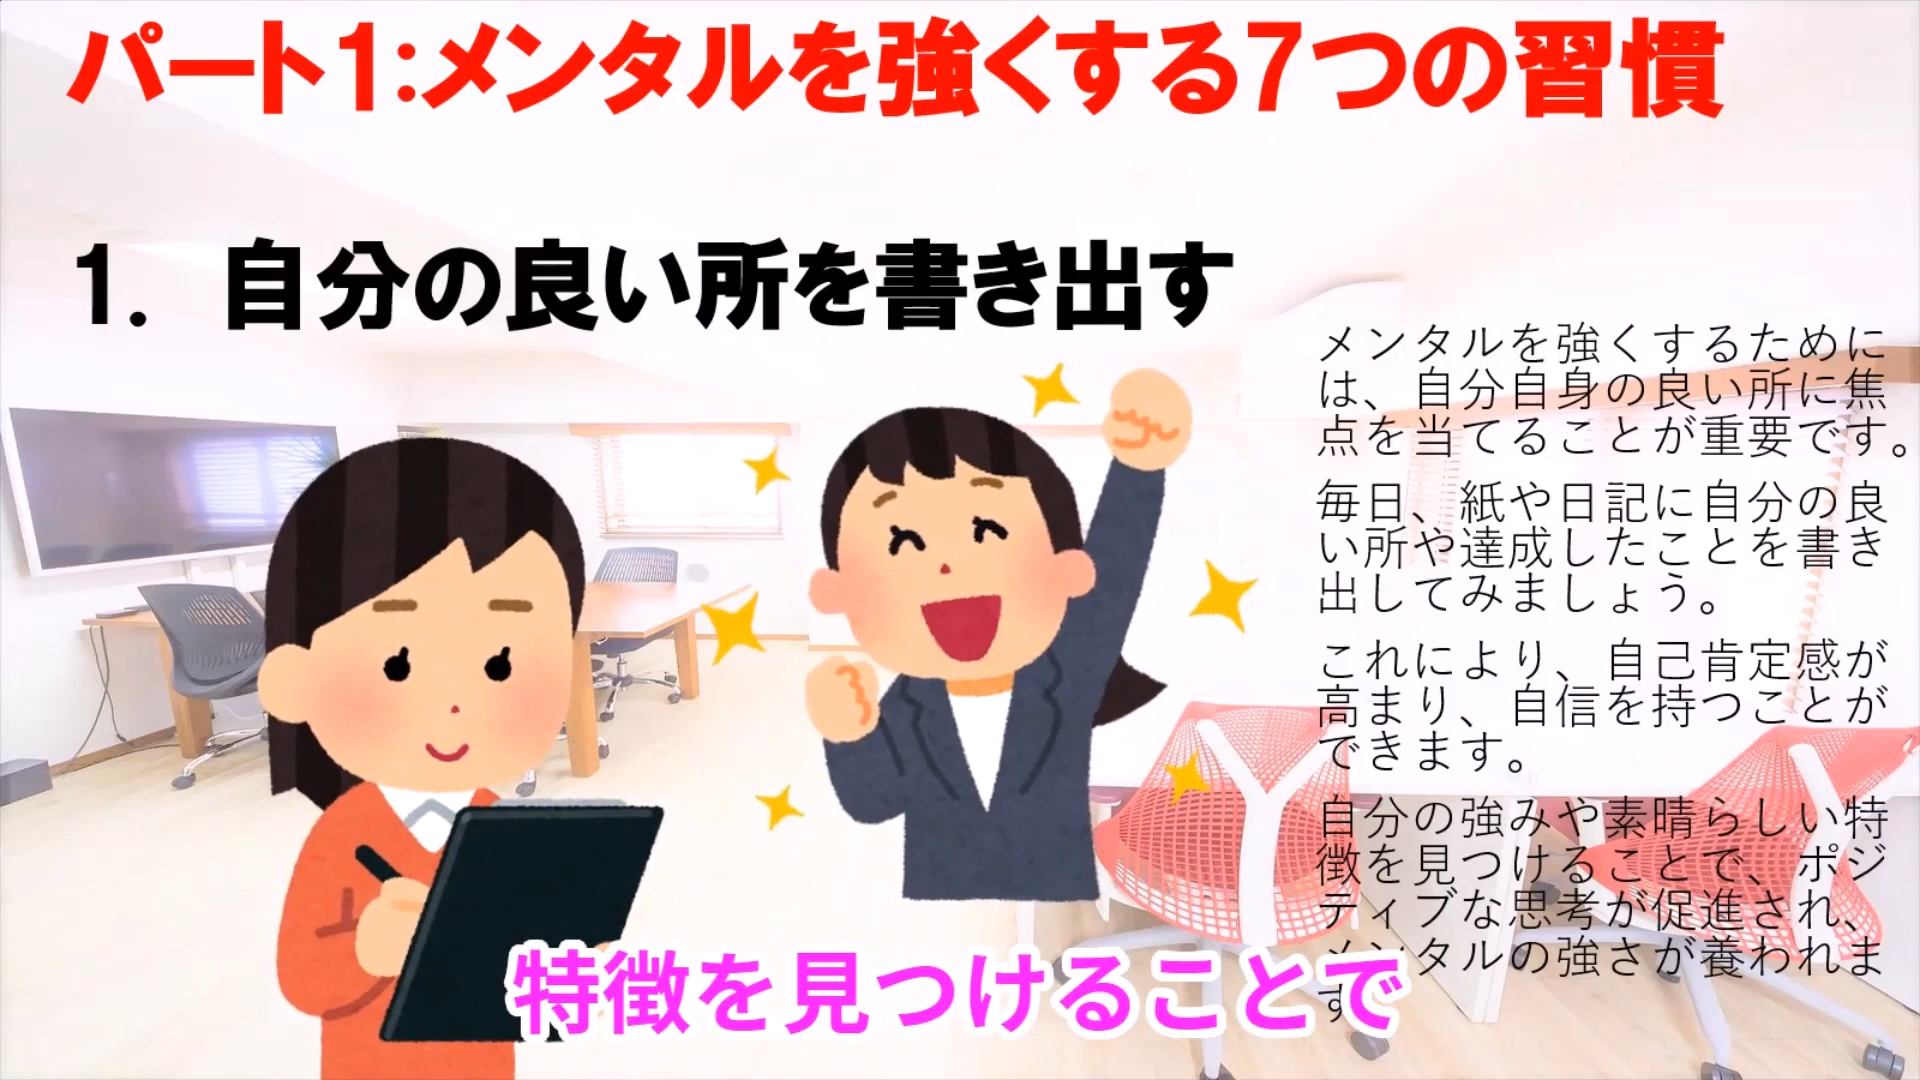 パート1:メンタルを強くする7つの習慣
1. 自分の良い所を書き出す
メンタルを強くするために
は、自分自身の良い所に焦
点を当てることが重要です。
毎日、紙や日記に自分の良
い所や達成したことを書き
出してみましょう。
これにより、自己肯定感が
高まり、自信を持つことが
できます。
自分の強みや素晴らしい特
徴を見つけることで、ポジ
ティブな思考が促進され、
メンタルの強さが養われま
す
特徴を見つけることで